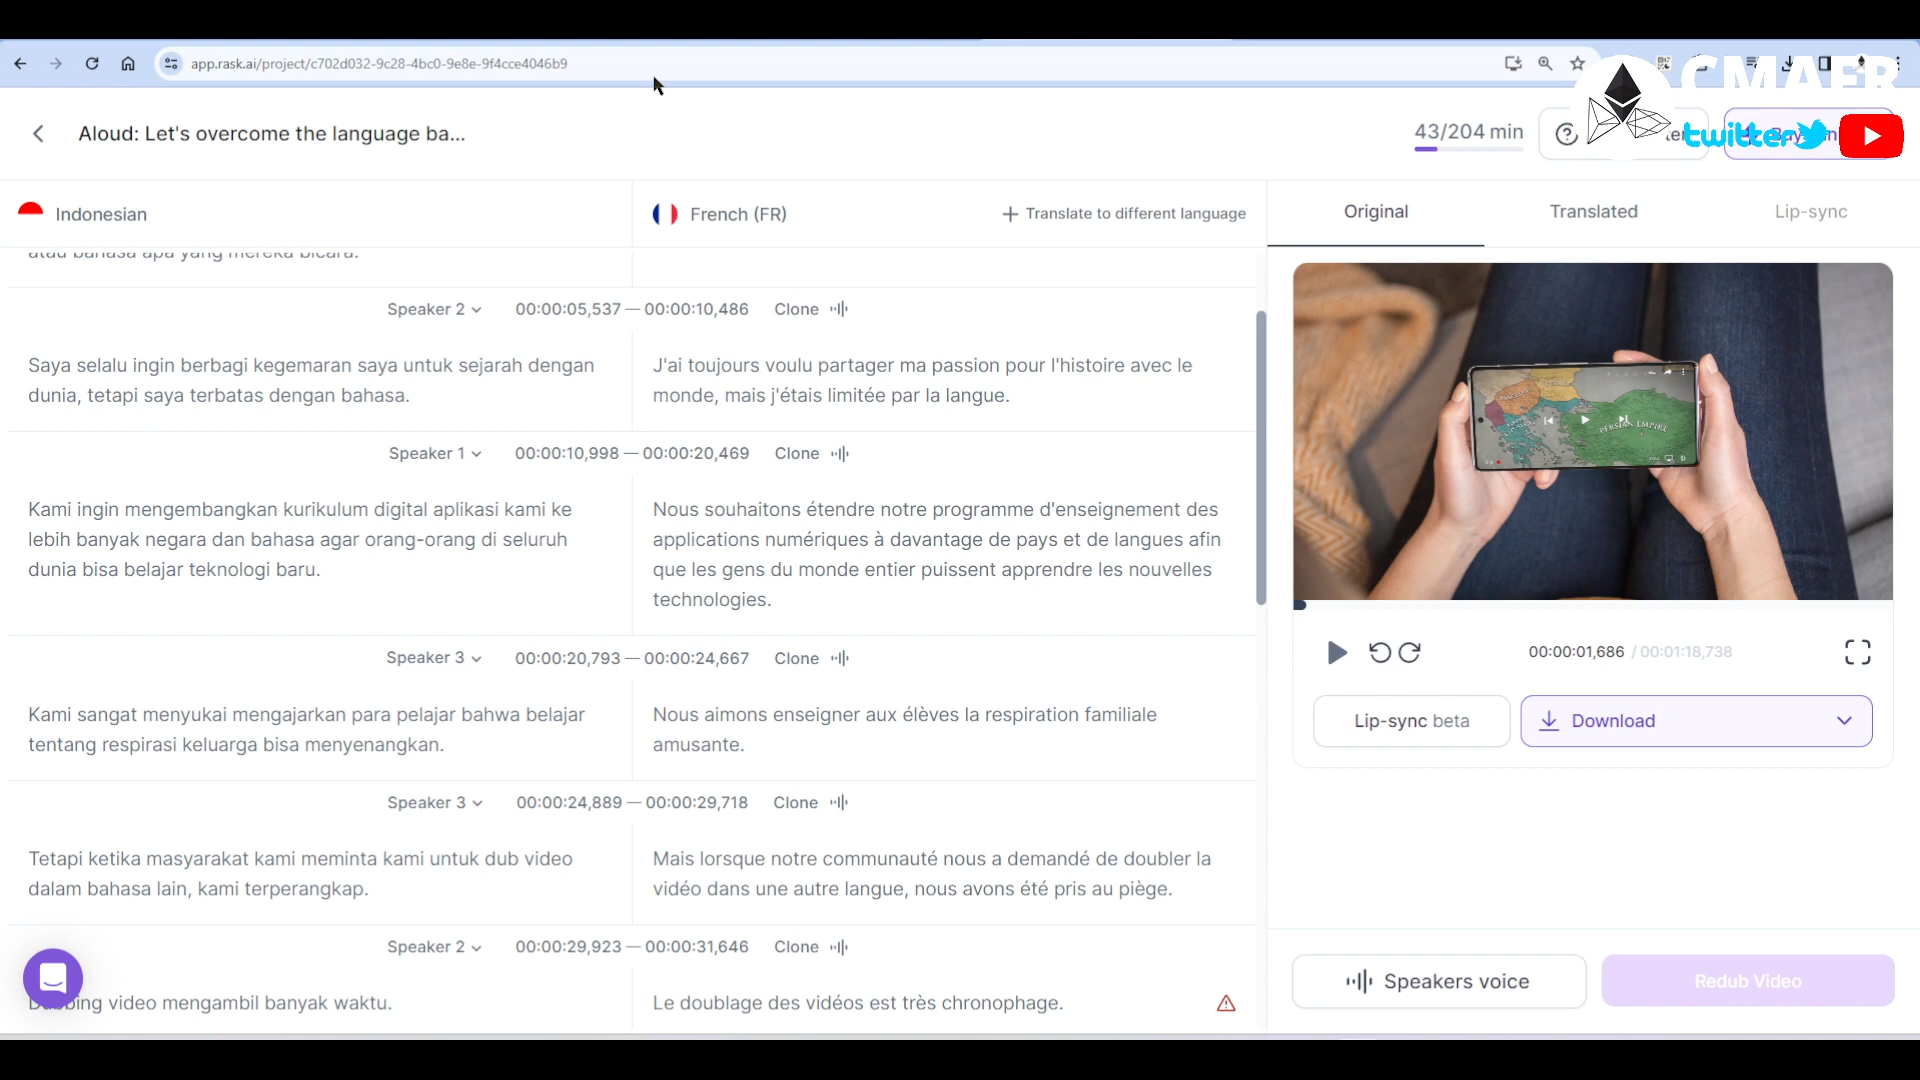 app.rask.ai/project/c702d032-9c28-4bc0-9e8e-9f4cce4046b9
CMAFR
twitter
Aloud: Let's overcome the language ba...
43/204 min
Indonesian
French (FR)
+ Translate to different language
Original
Translated
Lip-sync
atau bahasa apa yang mereka bicara.
Speaker 2
00:00:05,537 — 00:00:10,486
Clone
Saya selalu ingin berbagi kegemaran saya untuk sejarah dengan
dunia, tetapi saya terbatas dengan bahasa.
J'ai toujours voulu partager ma passion pour l'histoire avec le
monde, mais j'étais limitée par la langue.
Speaker 1
00:00:10,998 — 00:00:20,469
Clone
Kami ingin mengembangkan kurikulum digital aplikasi kami ke
lebih banyak negara dan bahasa agar orang-orang di seluruh
dunia bisa belajar teknologi baru.
Nous souhaitons étendre notre programme d'enseignement des
applications numériques à davantage de pays et de langues afin
que les gens du monde entier puissent apprendre les nouvelles
technologies.
Speaker 3
00:00:20,793 — 00:00:24,667
Clone
Kami sangat menyukai mengajarkan para pelajar bahwa belajar
tentang respirasi keluarga bisa menyenangkan.
Nous aimons enseigner aux élèves la respiration familiale
amusante.
Speaker 3
00:00:24,889 — 00:00:29,718
Clone
Tetapi ketika masyarakat kami meminta kami untuk dub video
dalam bahasa lain, kami terperangkap.
Mais lorsque notre communauté nous a demandé de doubler la
vidéo dans une autre langue, nous avons été pris au piège.
Speaker 2
00:00:29,923 — 00:00:31,646
Clone
video mengambil banyak waktu.
Le doublage des vidéos est très chronophage.
PERSIAN EMPIRE
00:00:01,686 / 00:01:18,738
Lip-sync beta
Download
Speakers voice
Redub Video